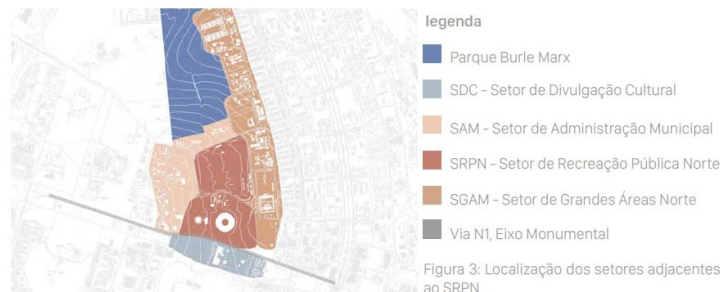 legenda
Parque Burle Marx
SDC - Setor de Divulgação Cultural
SAM - Setor de Administração Municipal
SRPN - Setor de Recreação Pública Norte
SGAM - Setor de Grandes Áreas Norte
Via N1, Eixo Monumental
Figura 3: Localização dos setores adjacentes
ao SRPN